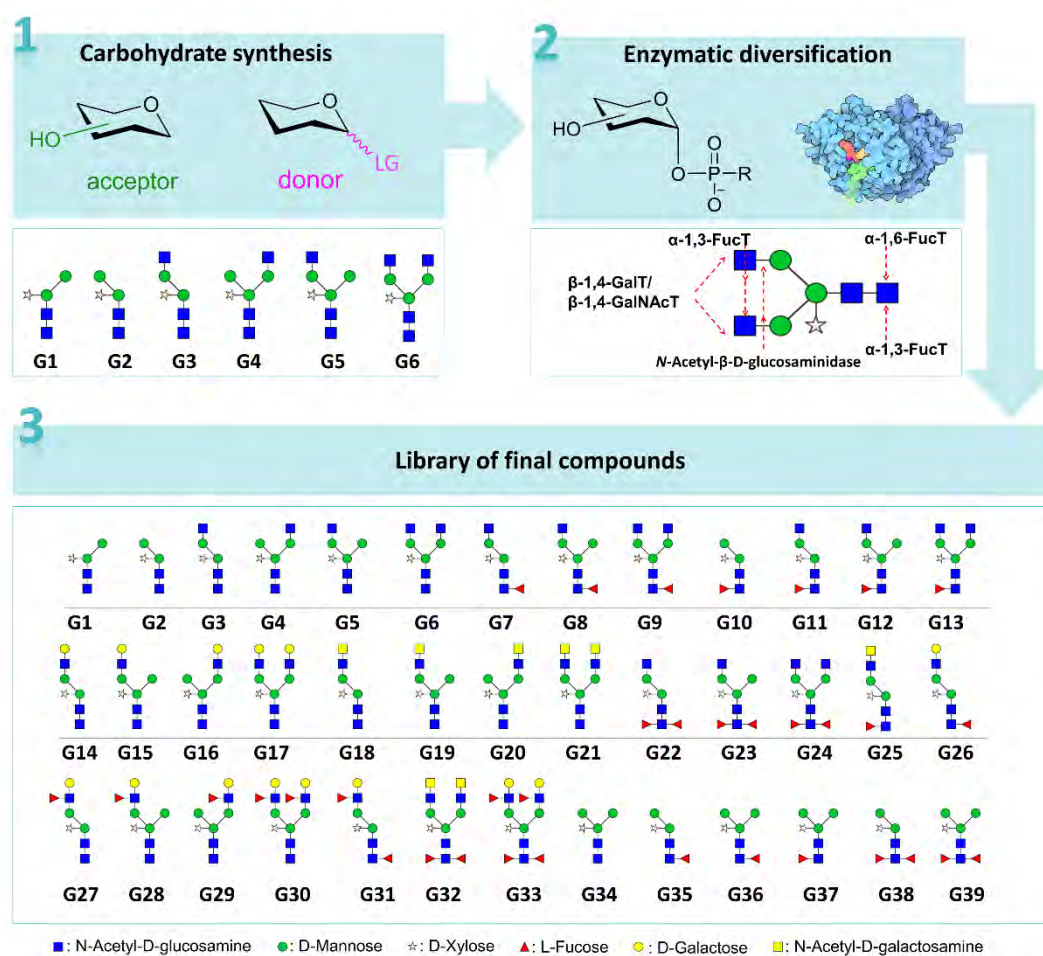 1
Carbohydrate synthesis
O
HO
acceptor
O
LG
donor
G1 G2 G3 G4 G5 G6
2
Enzymatic diversification
O
HO
O
O P R
O
–
α-1,3-FucT
α-1,6-FucT
β-1,4-GalT/
β-1,4-GalNAcT
N-Acetyl-β-D-glucosaminidase
α-1,3-FucT
3
Library of final compounds
G1 G2 G3 G4 G5 G6 G7 G8 G9 G10 G11 G12 G13
G14 G15 G16 G17 G18 G19 G20 G21 G22 G23 G24 G25 G26
G27 G28 G29 G30 G31 G32 G33 G34 G35 G36 G37 G38 G39
: N-Acetyl-D-glucosamine : D-Mannose : D-Xylose : L-Fucose : D-Galactose : N-Acetyl-D-galactosamine